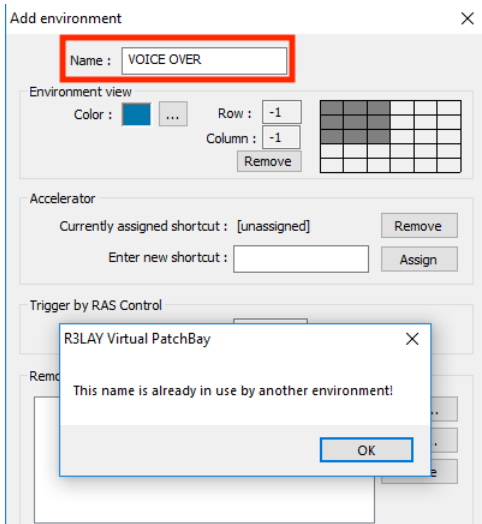 Add environment
Name : VOICE OVER
Environment view
Color : ... Row : -1
Column : -1
Remove
Accelerator
Currently assigned shortcut : [unassigned] Remove
Enter new shortcut : Assign
Trigger by RAS Control
R3LAY Virtual PatchBay
This name is already in use by another environment!
OK